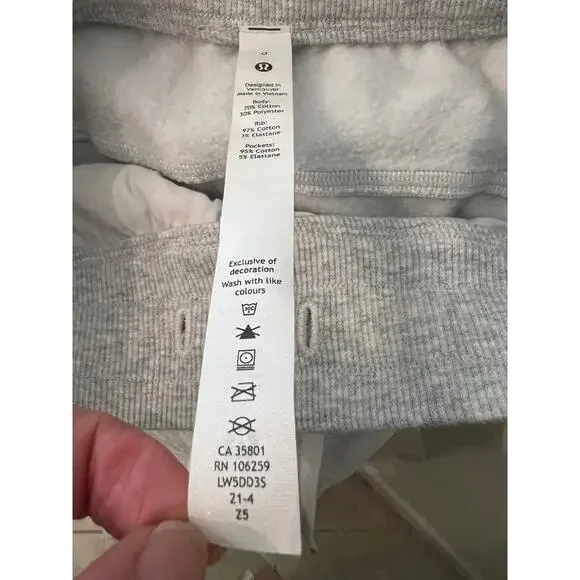 Designed in
Vancouver
Made in Vietnam
Body:
70% Cotton
30% Polyester
Rib:
97% Cotton
3% Elastane
Pockets:
95% Cotton
5% Elastane
Exclusive of
decoration
Wash with like
colours
CA 35801
RN 106259
LW5DD3S
21-4
Z5